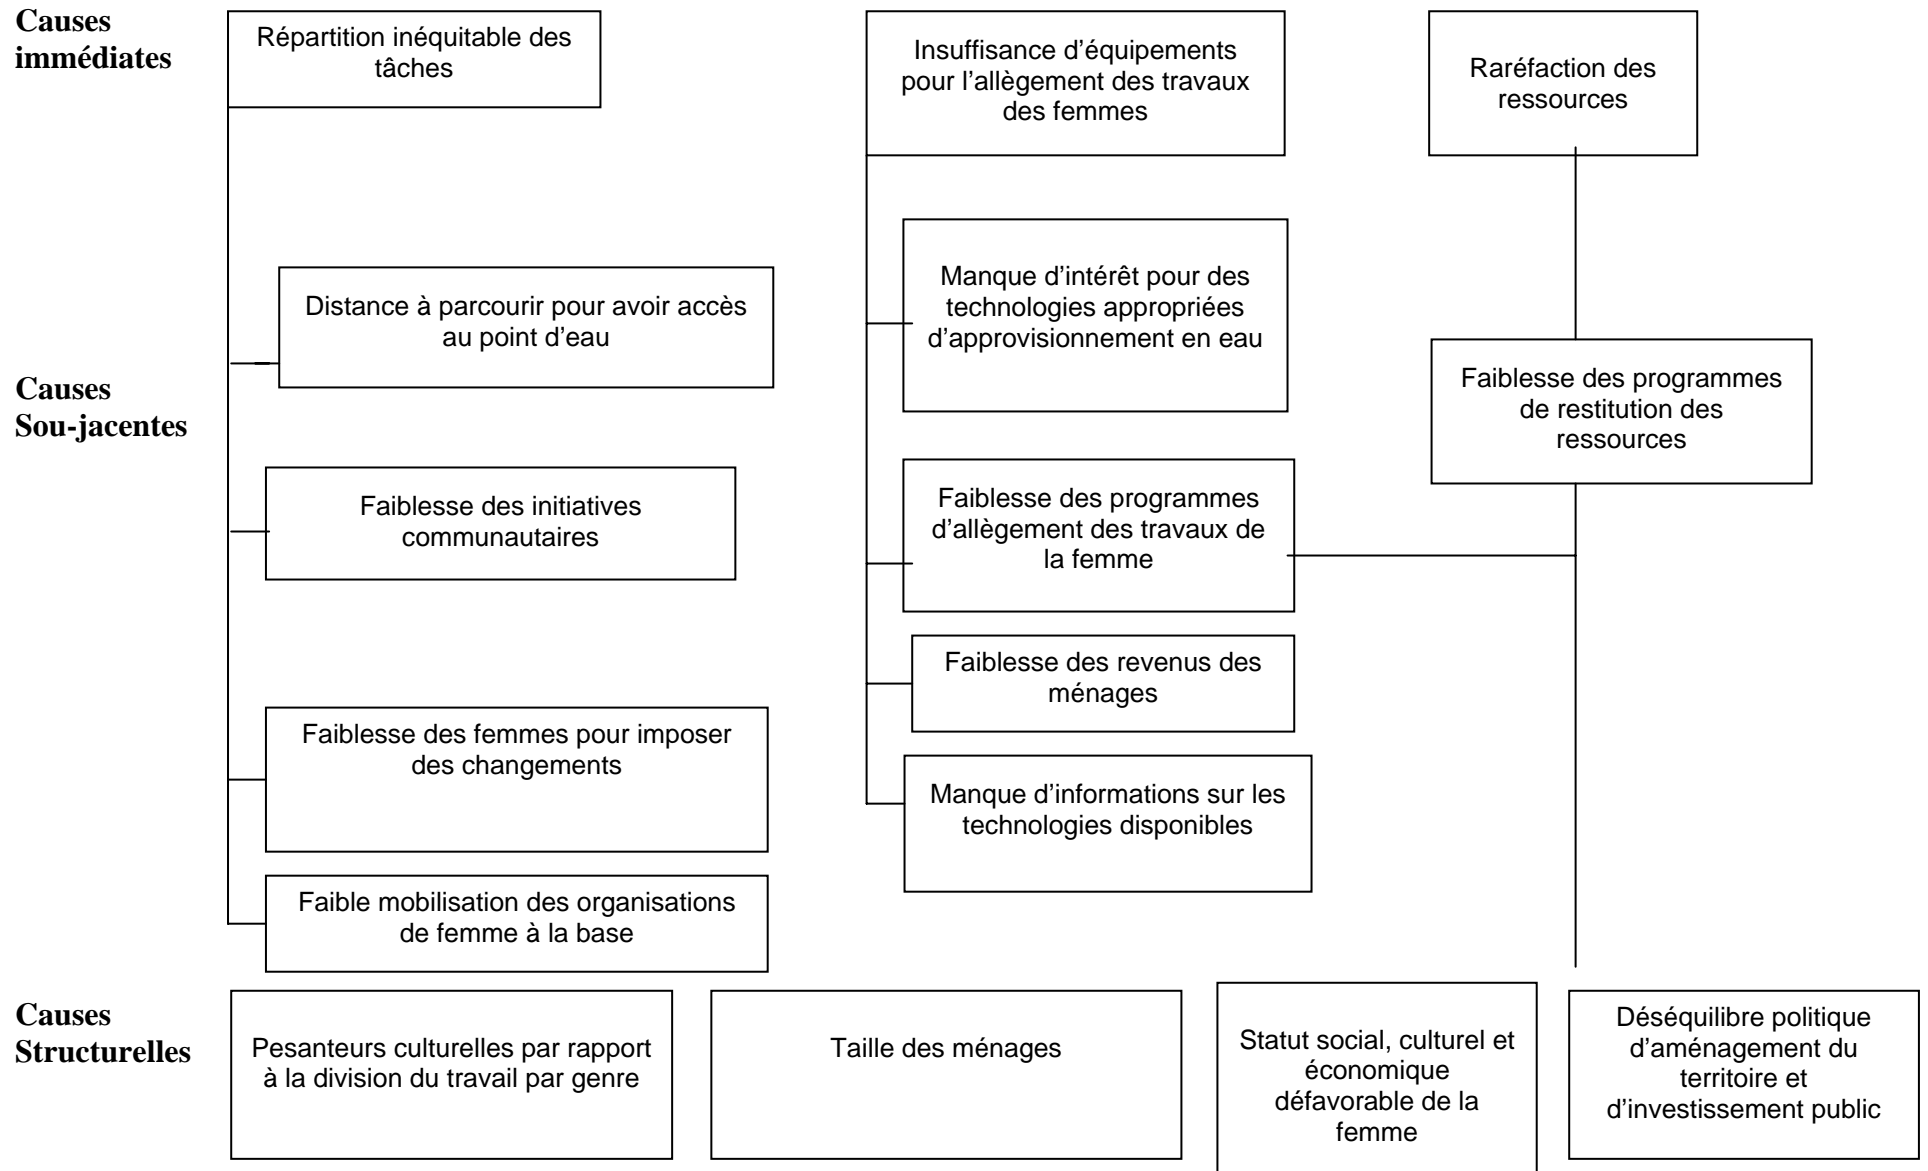 Causes
immédiates
Répartition inéquitable des
tâches
Insuffisance d’équipements
pour l’allègement des travaux
des femmes
Raréfaction des
ressources
Causes
Sou-jacentes
Distance à parcourir pour avoir accès
au point d’eau
Faiblesse des initiatives
communautaires
Faiblesse des femmes pour imposer
des changements
Faible mobilisation des organisations
de femme à la base
Manque d’intérêt pour des
technologies appropriées
d’approvisionnement en eau
Faiblesse des programmes
d’allègement des travaux de
la femme
Faiblesse des revenus des
ménages
Manque d’informations sur les
technologies disponibles
Faiblesse des programmes
de restitution des
ressources
Causes
Structurelles
Pesanteurs culturelles par rapport
à la division du travail par genre
Taille des ménages
Statut social, culturel et
économique
défavorable de la
femme
Déséquilibre politique
d’aménagement du
territoire et
d’investissement public